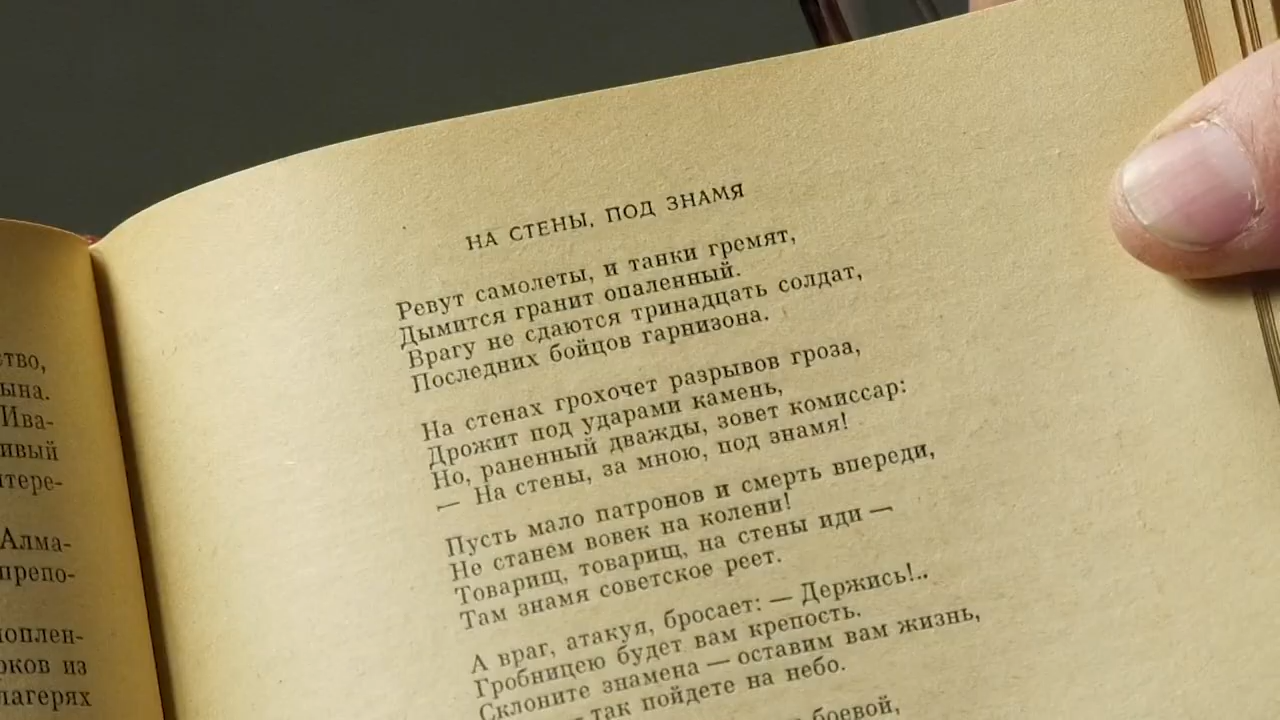 ство,
ына.
Ива-
ивый
тере-
Алма-
препо-
оплен-
оков из
лагерях
НА СТЕНЫ, ПОД ЗНАМЯ
Ревут самолеты, и танки гремят,
Дымится гранит опаленный.
Врагу не сдаются тринадцать солдат,
Последних бойцов гарнизона.
На стенах грохочет разрывов гроза,
Дрожит под ударами камень,
Но, раненный дважды, зовет комиссар:
— На стены, за мною, под знамя!
Пусть мало патронов и смерть впереди,
Не станем вовек на колени!
Товарищ, товарищ, на стены иди —
Там знамя советское реет.
А враг, атакуя, бросает: — Держись!..
Гробницею будет вам крепость.
Склоните знамена — оставим вам жизнь,
так пойдете на небо.
боевой,